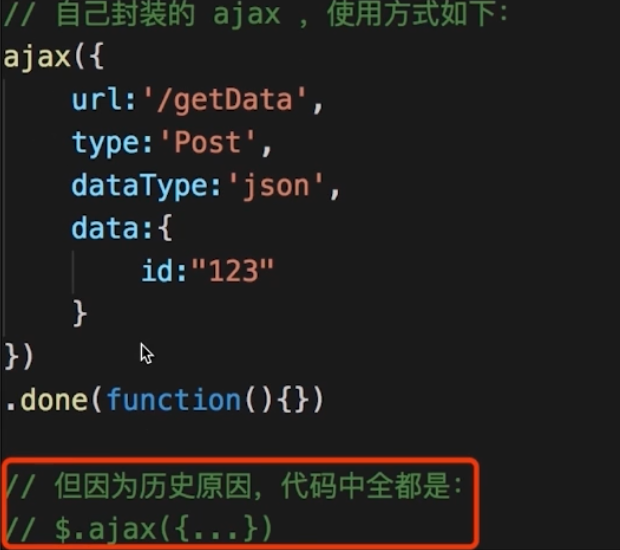 // 自己封装的 ajax ，使用方式如下：
ajax({
    url:'/getData',
    type:'Post',
    dataType:'json',
    data:{
        id:"123"
    }
})
.done(function(){})
// 但因为历史原因，代码中全都是：
// $.ajax({...})